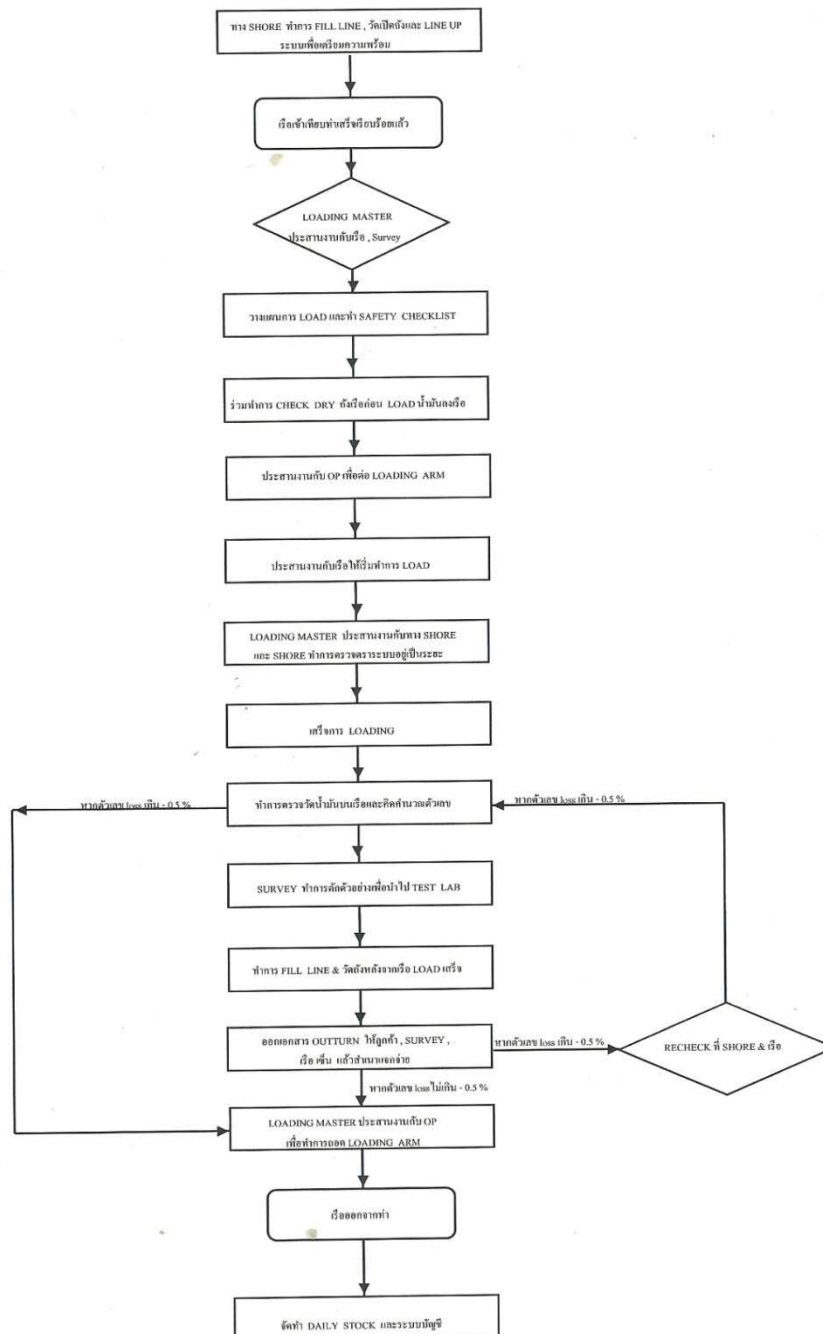 ทาง SHORE ทำการ FILL LINE , วัดเปิดถังและ LINE UP
ระบบเพื่อเตรียมความพร้อม
เรือเข้าเทียบท่าเสร็จเรียบร้อยแล้ว
LOADING MASTER
ประสานงานกับเรือ , Survey
วางแผนการ LOAD และทำ SAFETY CHECKLIST
ร่วมทำการ CHECK DRY ถังเรือก่อน LOAD น้ำมันลงเรือ
ประสานงานกับ OP เพื่อต่อ LOADING ARM
ประสานงานกับเรือให้เริ่มทำการ LOAD
LOADING MASTER ประสานงานกับทาง SHORE
และ SHORE ทำการตรวจตราระบบอยู่เป็นระยะ
เสร็จการ LOADING
หากตัวเลข loss เกิน - 0.5 %
ทำการตรวจวัดน้ำมันบนเรือและคิดคำนวณตัวเลข
หากตัวเลข loss เกิน - 0.5 %
SURVEY ทำการตักตัวอย่างเพื่อนำไป TEST LAB
ทำการ FILL LINE & วัดถังหลังจากเรือ LOAD เสร็จ
ออกเอกสาร OUTTURN ให้ลูกค้า , SURVEY ,
เรือ เซ็น แล้วสำเนาแจกจ่าย
หากตัวเลข loss เกิน - 0.5 %
RECHECK ที่ SHORE & เรือ
หากตัวเลข loss ไม่เกิน - 0.5 %
LOADING MASTER ประสานงานกับ OP
เพื่อทำการถอด LOADING ARM
เรือออกจากท่า
จัดทำ DAILY STOCK และระบบบัญชี